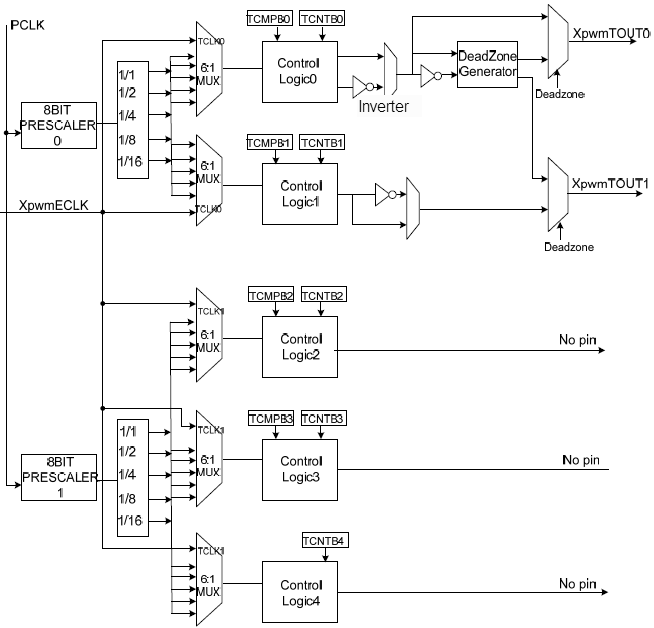 PCLK
TCMPB0
TCNTB0
XpwmTOUT0
TCLK0
1/1
1/2
1/4
1/8
1/16
6:1
MUX
Control
Logic0
Inverter
DeadZone
Generator
Deadzone
8BIT
PRESCALER
0
TCMPB1
TCNTB1
6:1
MUX
TCLK0
Control
Logic1
XpwmTOUT1
Deadzone
XpwmECLK
TCMPB2
TCNTB2
TCLK1
6:1
MUX
Control
Logic2
No pin
TCMPB3
TCNTB3
TCLK1
1/1
1/2
1/4
1/8
1/16
6:1
MUX
Control
Logic3
No pin
8BIT
PRESCALER
1
TCNTB4
TCLK1
6:1
MUX
Control
Logic4
No pin